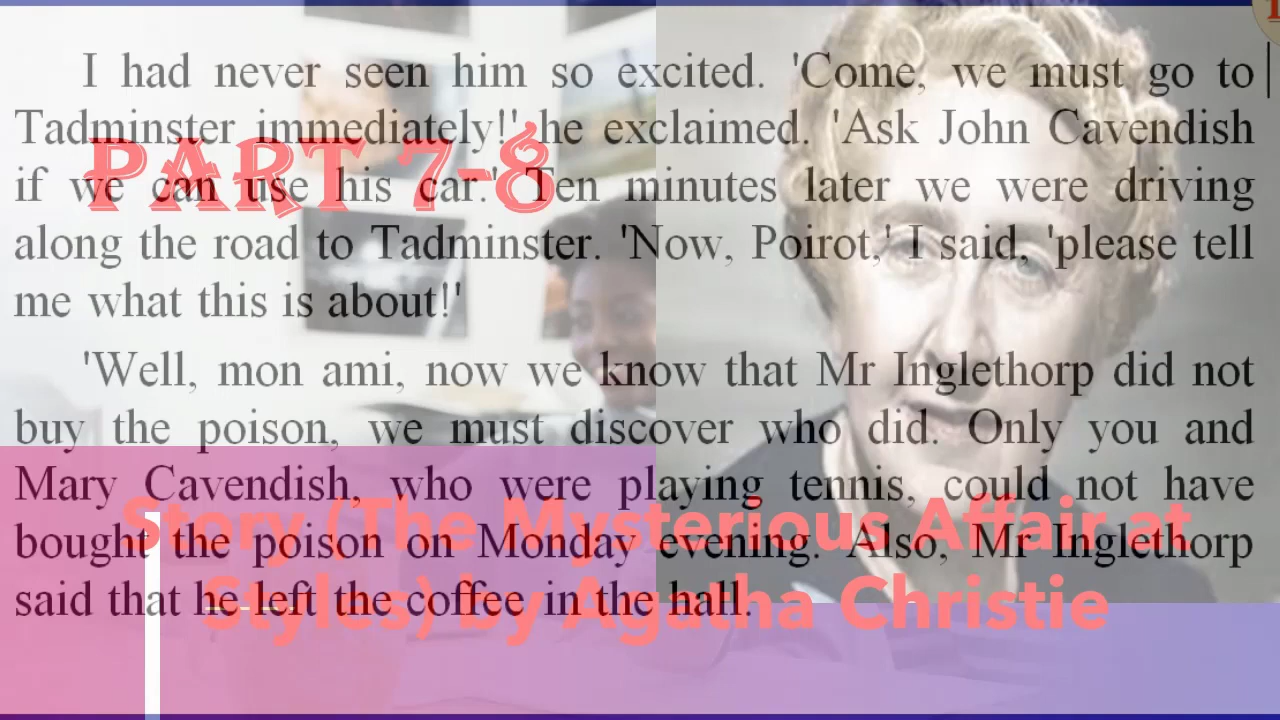 I had never seen him so excited. 'Come, we must go to
Tadminster immediately!' he exclaimed. 'Ask John Cavendish
if we can use his car.' Ten minutes later we were driving
along the road to Tadminster. 'Now, Poirot,' I said, 'please tell
me what this is about!'
'Well, mon ami, now we know that Mr Inglethorp did not
buy the poison, we must discover who did. Only you and
Mary Cavendish, who were playing tennis, could not have
bought the poison on Monday evening. Also, Mr Inglethorp
said that he left the coffee in the hall.
PART 7-8
Story (The Mysterious Affair at
Styles) by Agatha Christie